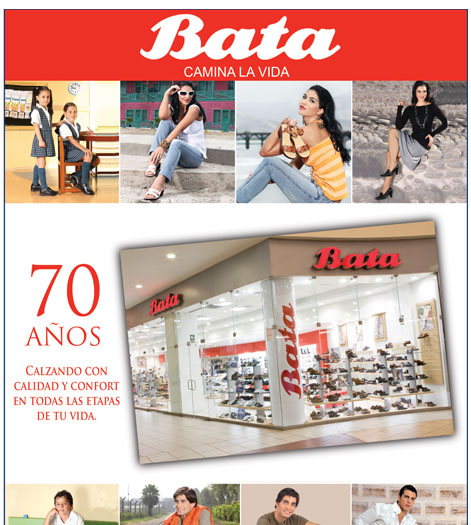 Bata
CAMINA LA VIDA
70
AÑOS
CALZANDO CON
CALIDAD Y CONFORT
EN TODAS LAS ETAPAS
DE TU VIDA.
Bata
Bata
Bata